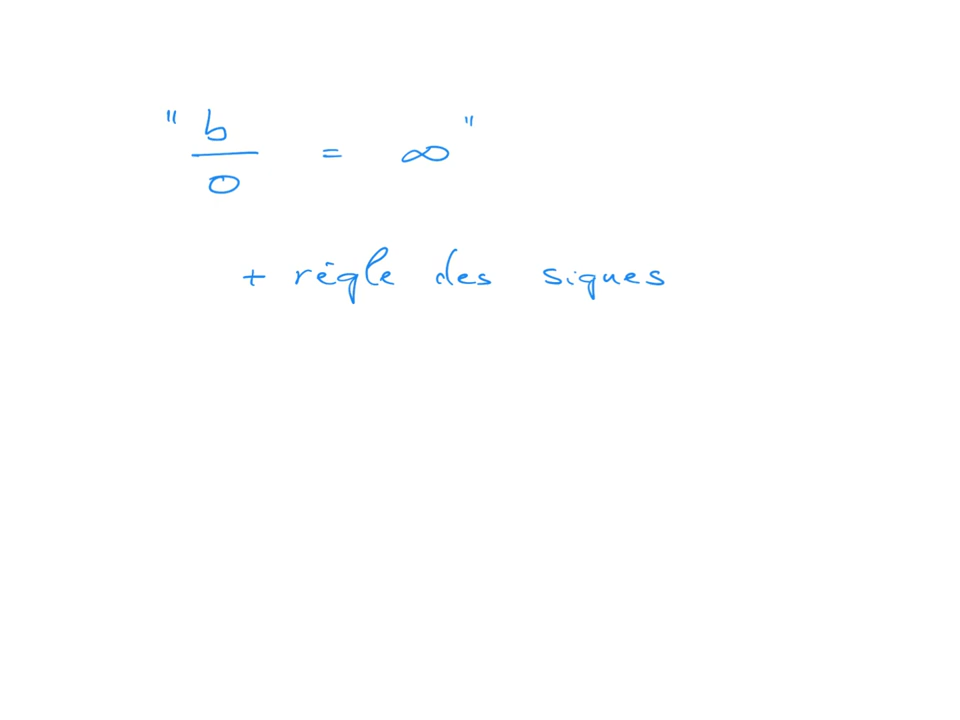 " b/0 = ∞ "
+ règle des signes